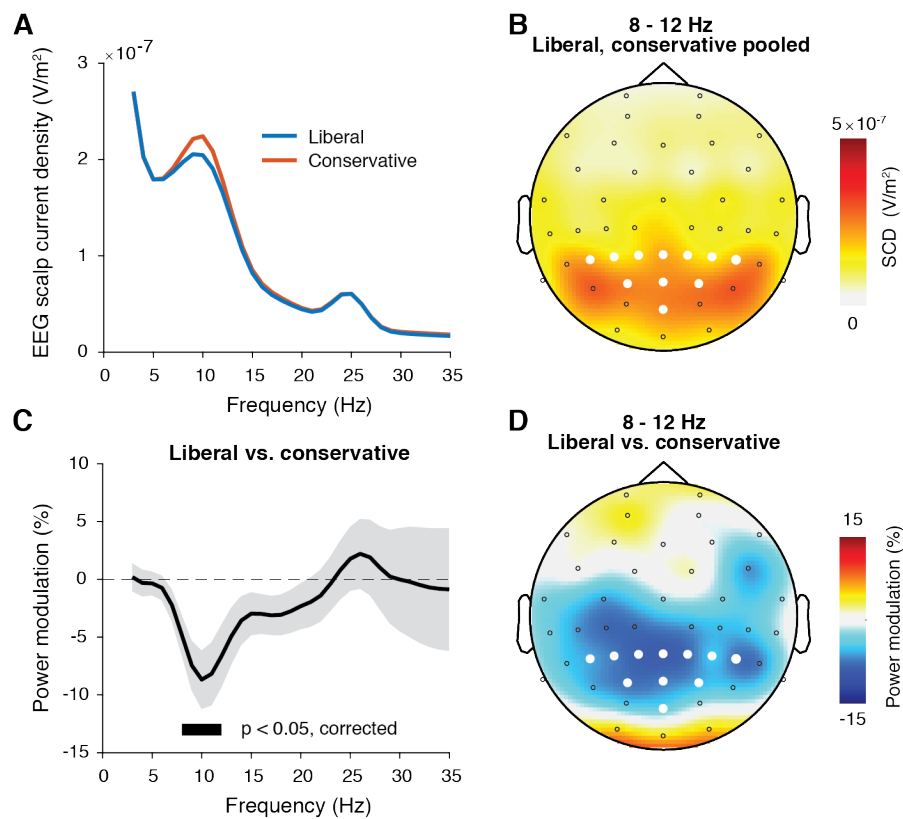 A
×10⁻⁷
EEG scalp current density (V/m²)
3
2
1
0
Liberal
Conservative
0 5 10 15 20 25 30 35
Frequency (Hz)
B
8 - 12 Hz
Liberal, conservative pooled
5×10⁻⁷
SCD (V/m²)
0
C
Liberal vs. conservative
Power modulation (%)
10
5
0
-5
-10
-15
p < 0.05, corrected
0 5 10 15 20 25 30 35
Frequency (Hz)
D
8 - 12 Hz
Liberal vs. conservative
15
Power modulation (%)
-15